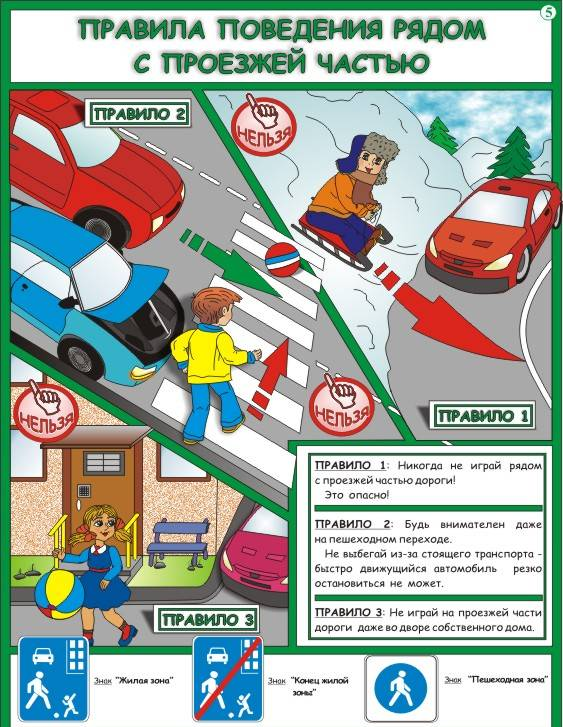 5
ПРАВИЛА ПОВЕДЕНИЯ РЯДОМ
С ПРОЕЗЖЕЙ ЧАСТЬЮ
ПРАВИЛО 2
НЕЛЬЗЯ
НЕЛЬЗЯ
НЕЛЬЗЯ
ПРАВИЛО 1
ПРАВИЛО 1: Никогда не играй рядом
с проезжей частью дороги!
Это опасно!
ПРАВИЛО 2: Будь внимателен даже
на пешеходном переходе.
Не выбегай из-за стоящего транспорта -
быстро движущийся автомобиль резко
остановиться не может.
ПРАВИЛО 3: Не играй на проезжей части
дороги даже во дворе собственного дома.
ПРАВИЛО 3
Знак "Жилая зона"
Знак "Конец жилой
зоны"
Знак "Пешеходная зона"